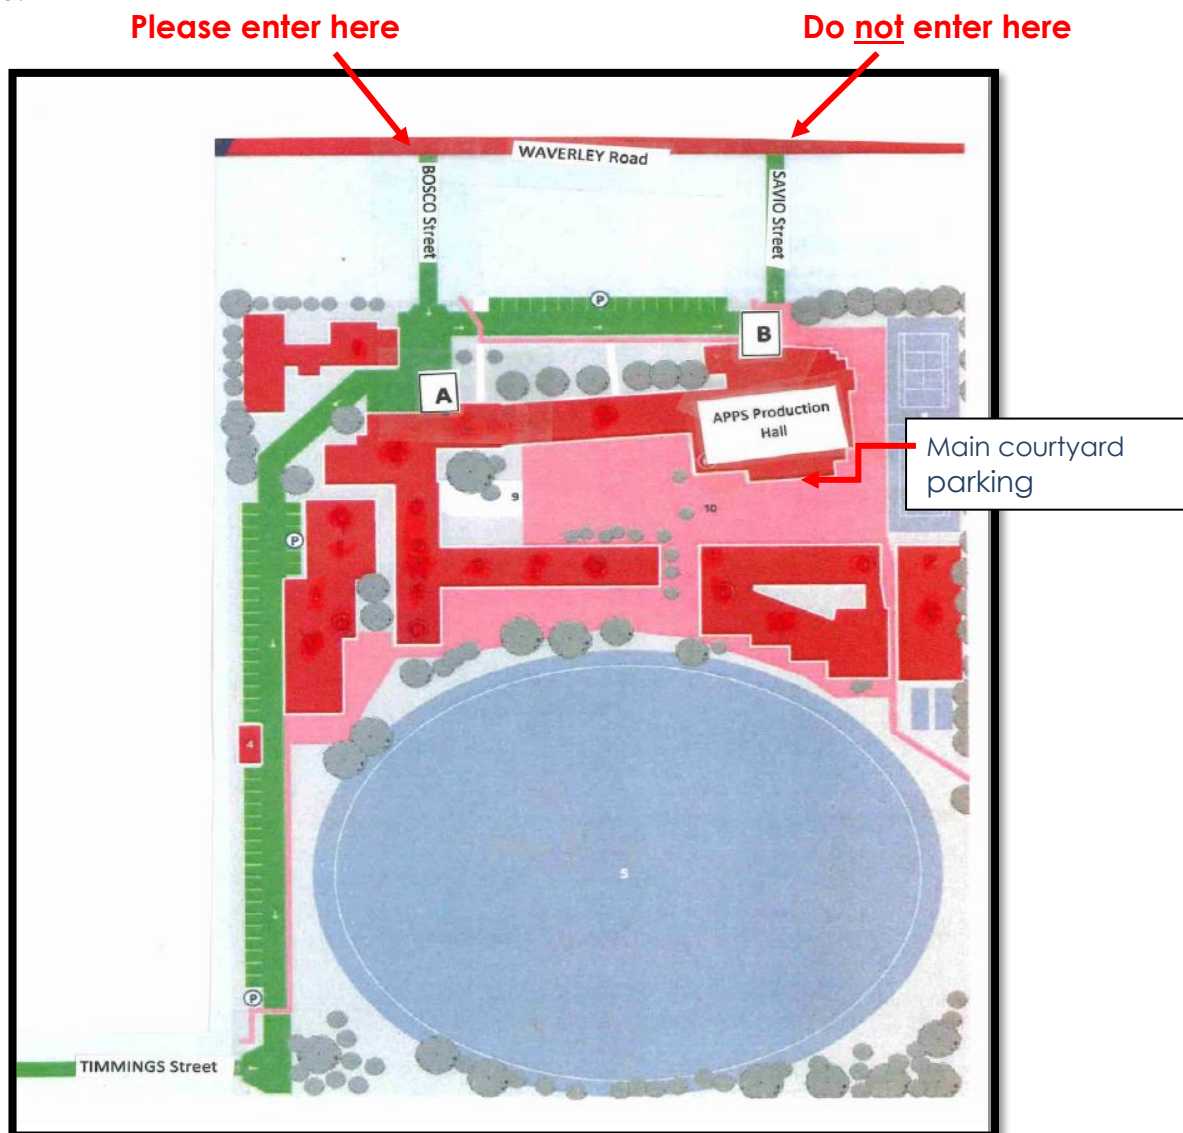 Please enter here
Do not enter here
WAVERLEY Road
BOSCO Street
SAVIO Street
P
B
A
APPS Production
Hall
Main courtyard
parking
9
10
P
4
5
P
TIMMINGS Street